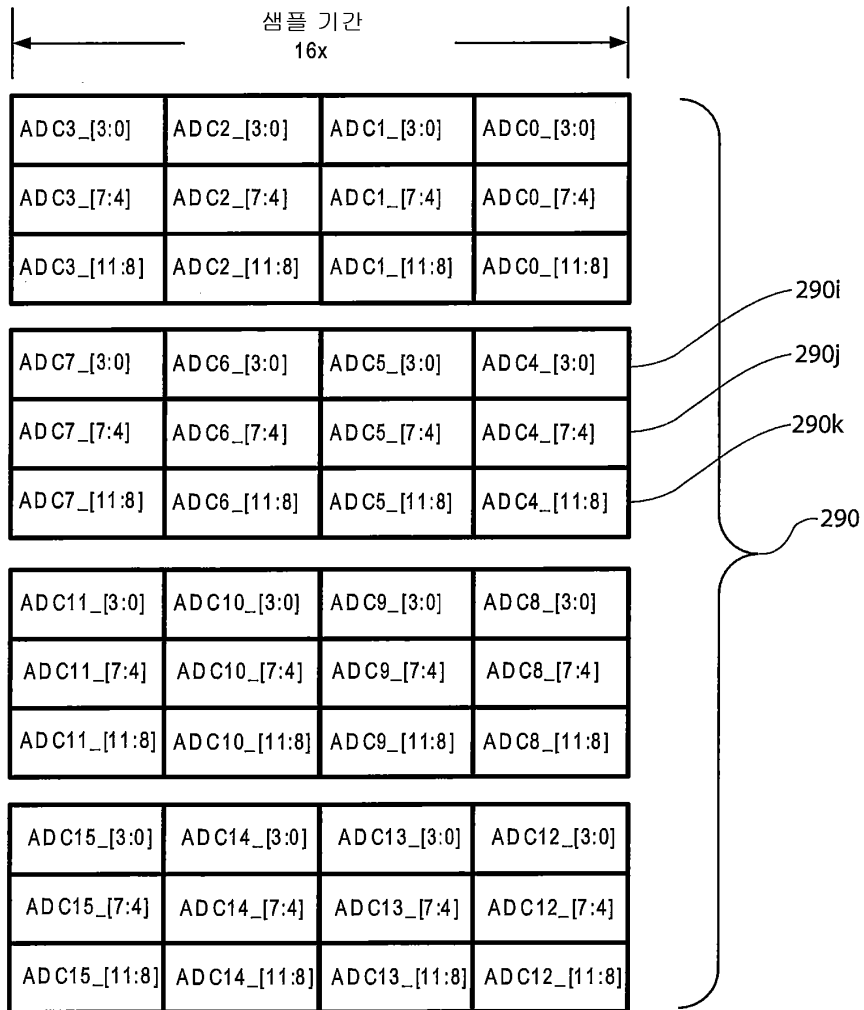 샘플 기간
16x
ADC3_[3:0] ADC2_[3:0] ADC1_[3:0] ADC0_[3:0]
ADC3_[7:4] ADC2_[7:4] ADC1_[7:4] ADC0_[7:4]
ADC3_[11:8] ADC2_[11:8] ADC1_[11:8] ADC0_[11:8]
290i
ADC7_[3:0] ADC6_[3:0] ADC5_[3:0] ADC4_[3:0]
290j
ADC7_[7:4] ADC6_[7:4] ADC5_[7:4] ADC4_[7:4]
290k
ADC7_[11:8] ADC6_[11:8] ADC5_[11:8] ADC4_[11:8]
290
ADC11_[3:0] ADC10_[3:0] ADC9_[3:0] ADC8_[3:0]
ADC11_[7:4] ADC10_[7:4] ADC9_[7:4] ADC8_[7:4]
ADC11_[11:8] ADC10_[11:8] ADC9_[11:8] ADC8_[11:8]
ADC15_[3:0] ADC14_[3:0] ADC13_[3:0] ADC12_[3:0]
ADC15_[7:4] ADC14_[7:4] ADC13_[7:4] ADC12_[7:4]
ADC15_[11:8] ADC14_[11:8] ADC13_[11:8] ADC12_[11:8]